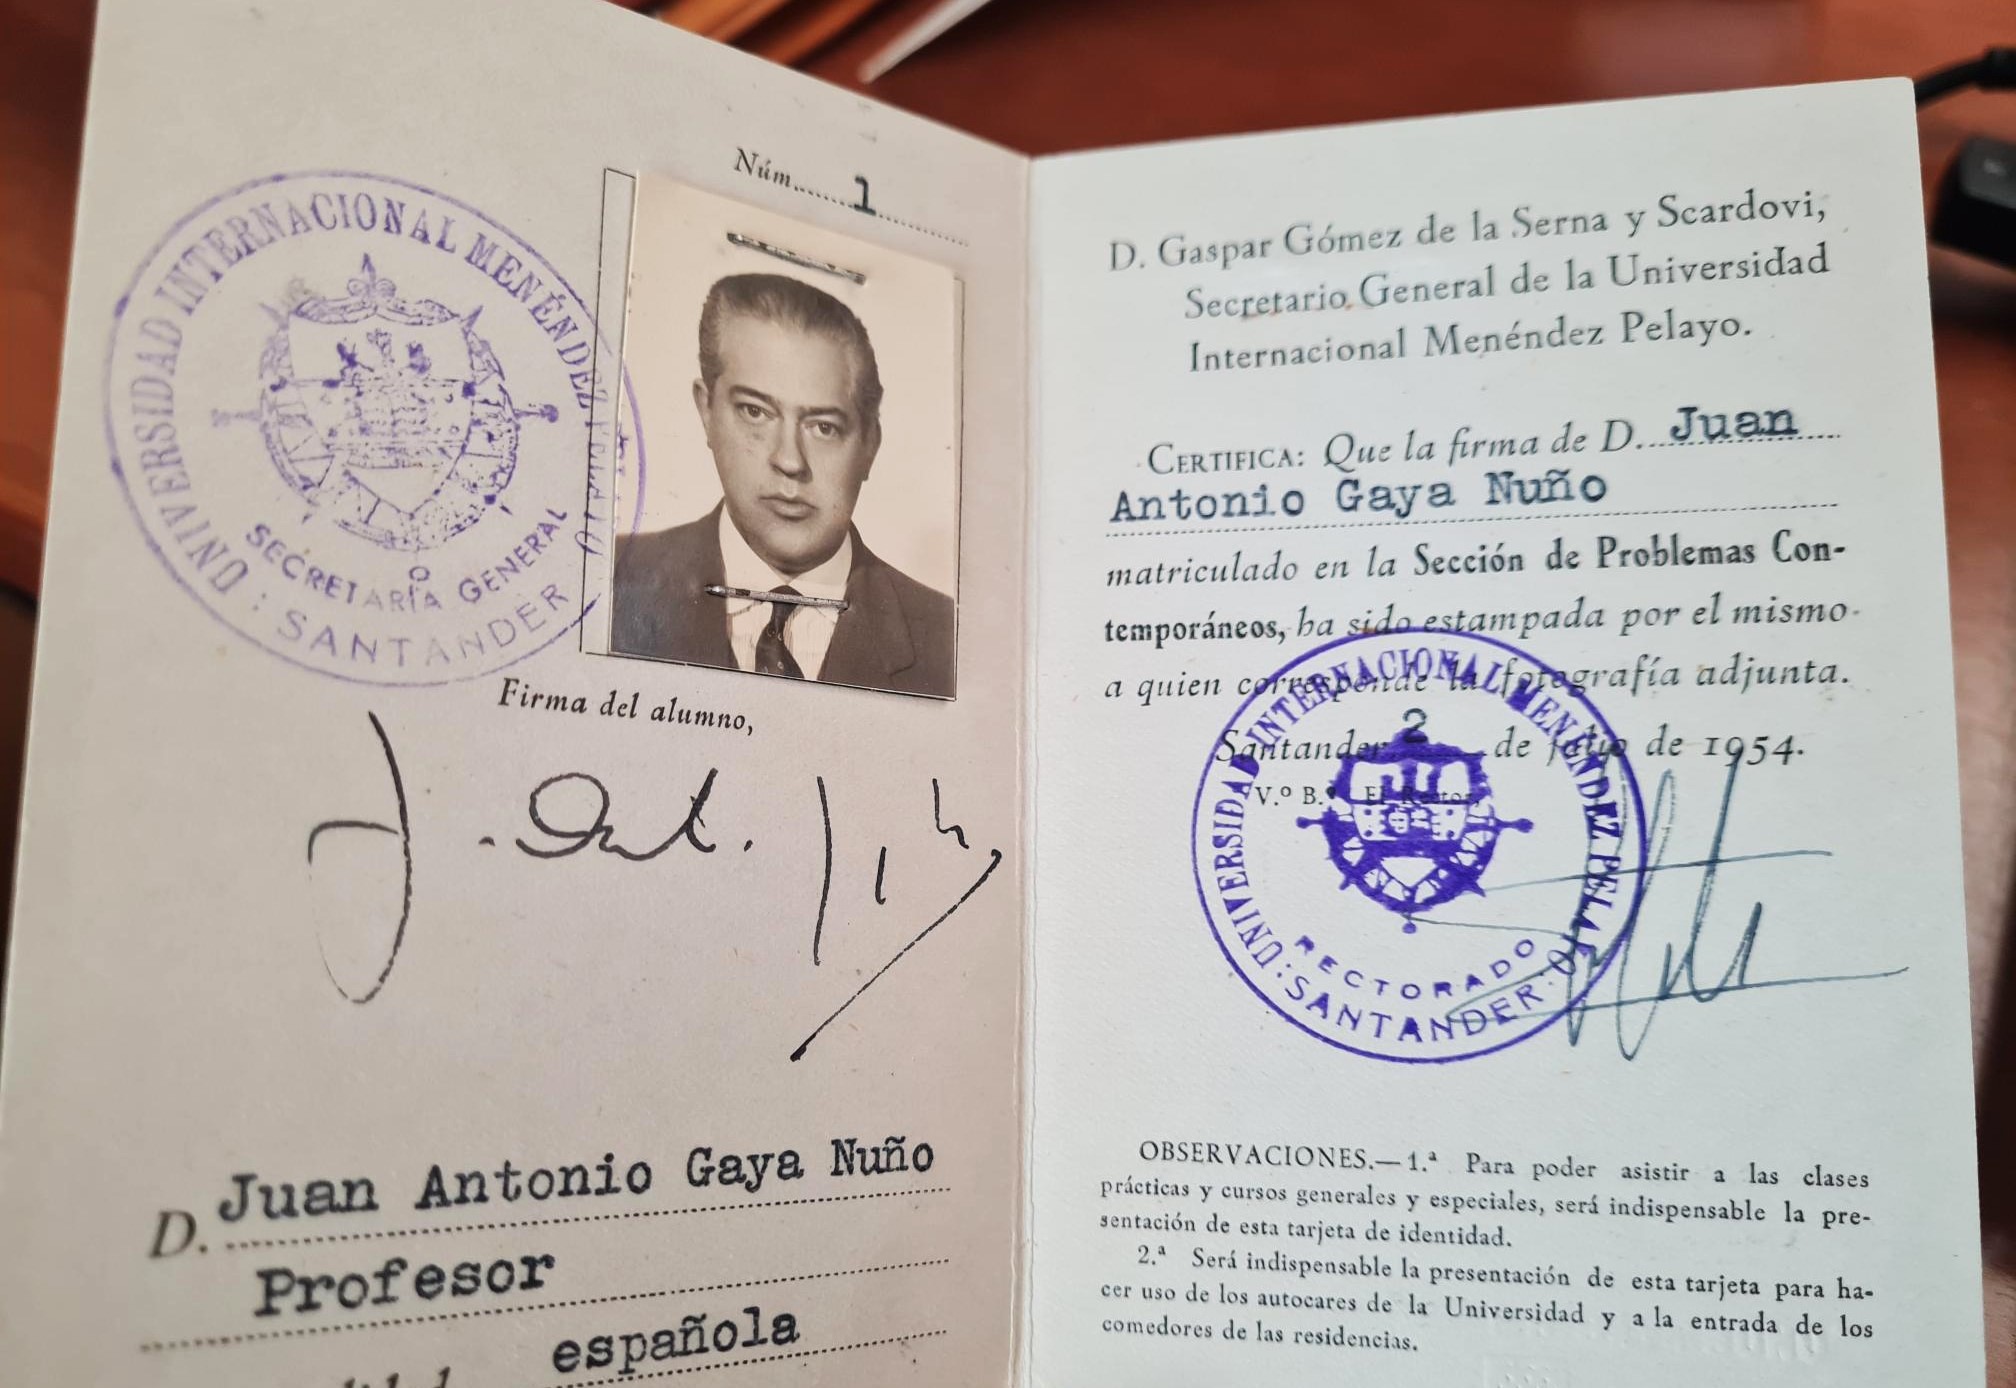 Núm. 1
UNIVERSIDAD INTERNACIONAL MENÉNDEZ PELAYO
SECRETARÍA GENERAL
: SANTANDER
Firma del alumno,
D. Juan Antonio Gaya Nuño
Profesor
española
D. Gaspar Gómez de la Serna y Scardovi,
Secretario General de la Universidad
Internacional Menéndez Pelayo.
CERTIFICA: Que la firma de D. Juan
Antonio Gaya Nuño
matriculado en la Sección de Problemas Con-
temporáneos, ha sido estampada por el mismo
a quien corresponde la fotografía adjunta.
Santander 2 de julio de 1954.
V.º B.º El Rector,
UNIVERSIDAD INTERNACIONAL MENÉNDEZ PELAYO
RECTORADO
:SANTANDER:
OBSERVACIONES.—1.ª Para poder asistir a las clases
prácticas y cursos generales y especiales, será indispensable la pre-
sentación de esta tarjeta de identidad.
2.ª Será indispensable la presentación de esta tarjeta para ha-
cer uso de los autocares de la Universidad y a la entrada de los
comedores de las residencias.